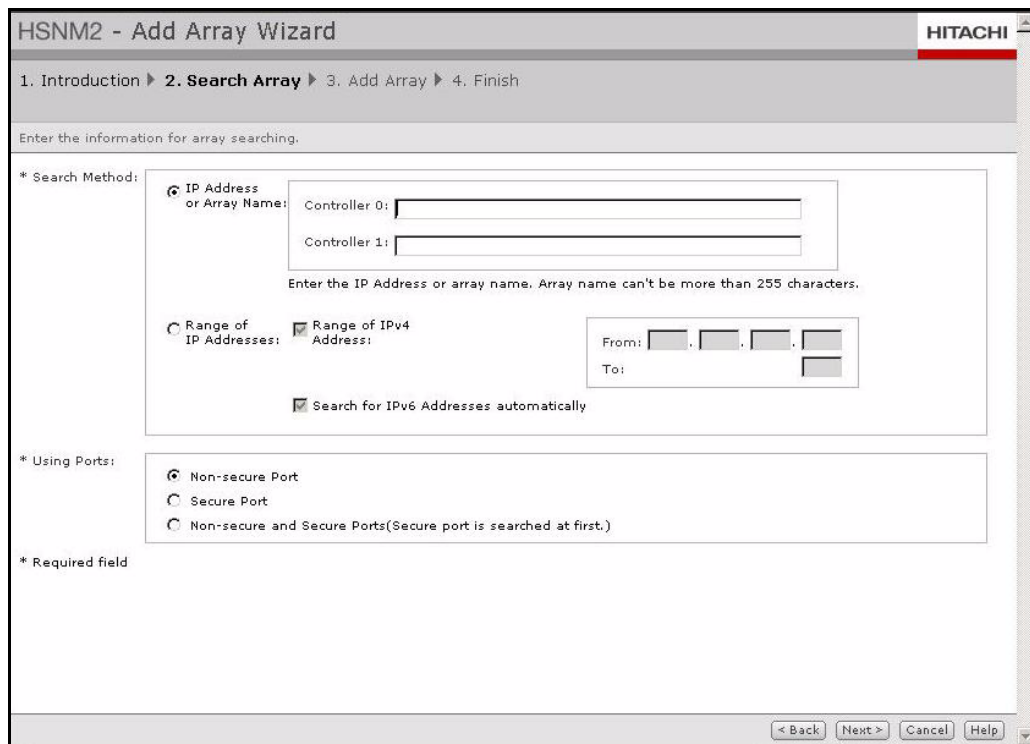 HSNM2 - Add Array Wizard
HITACHI
1. Introduction 2. Search Array 3. Add Array 4. Finish
Enter the information for array searching.
* Search Method:
IP Address
or Array Name:
Controller 0:
Controller 1:
Enter the IP Address or array name. Array name can't be more than 255 characters.
Range of
IP Addresses:
Range of IPv4
Address:
From: . . .
To:
Search for IPv6 Addresses automatically
* Using Ports:
Non-secure Port
Secure Port
Non-secure and Secure Ports(Secure port is searched at first.)
* Required field
< Back Next > Cancel Help